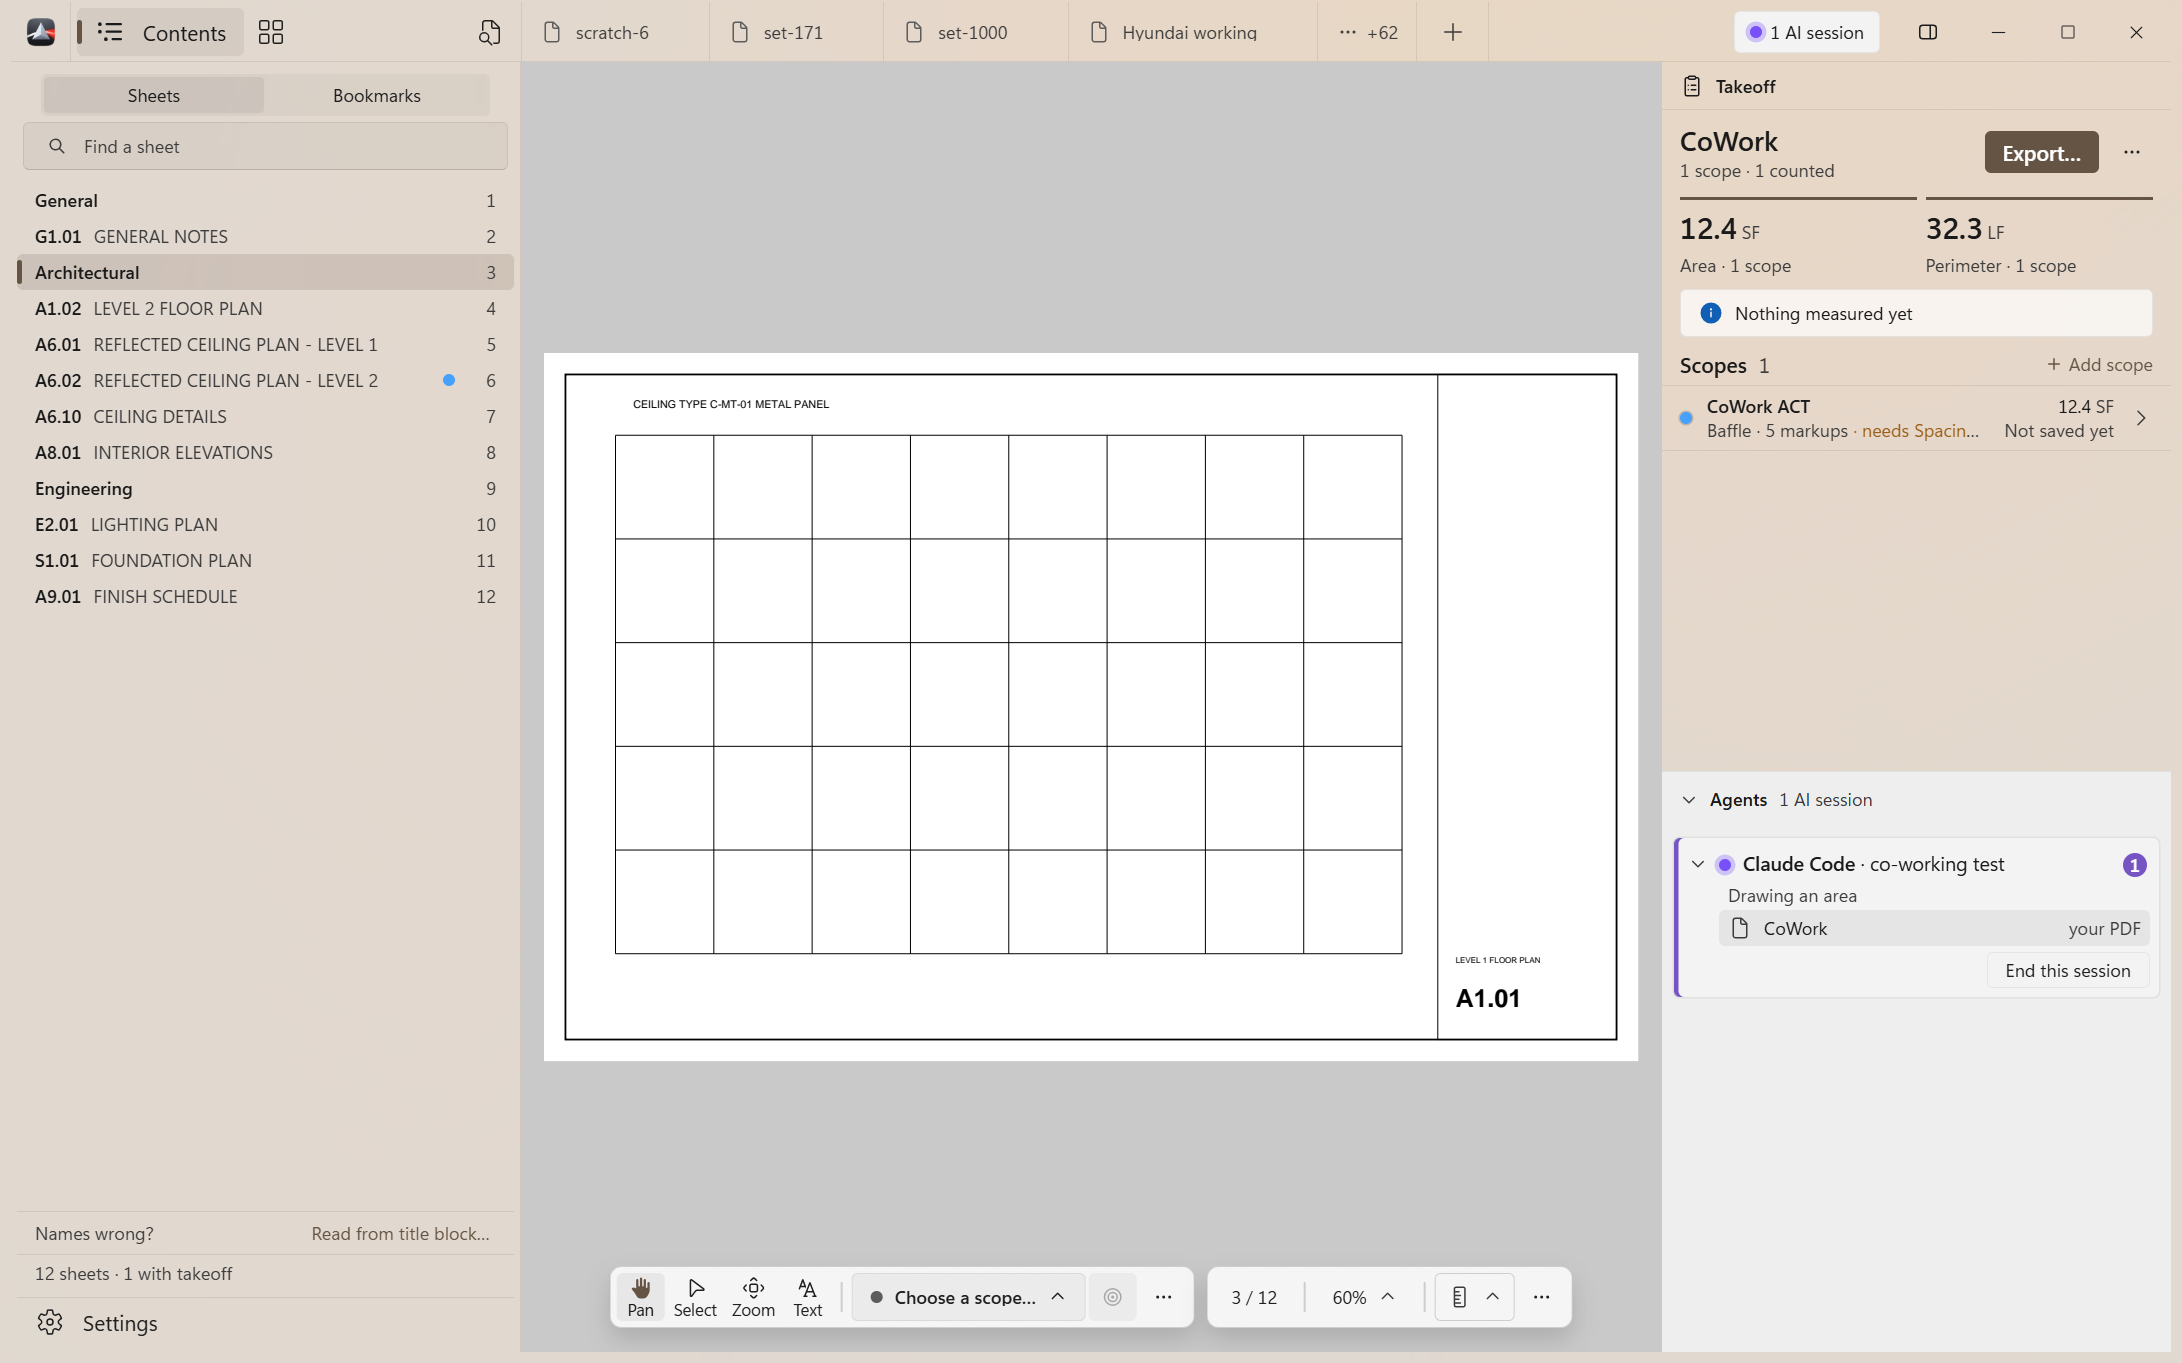 Contents
scratch-6
set-171
set-1000
Hyundai working
+62
1 AI session
Sheets
Bookmarks
Find a sheet
General 1
G1.01 GENERAL NOTES 2
Architectural 3
A1.02 LEVEL 2 FLOOR PLAN 4
A6.01 REFLECTED CEILING PLAN - LEVEL 1 5
A6.02 REFLECTED CEILING PLAN - LEVEL 2 6
A6.10 CEILING DETAILS 7
A8.01 INTERIOR ELEVATIONS 8
Engineering 9
E2.01 LIGHTING PLAN 10
S1.01 FOUNDATION PLAN 11
A9.01 FINISH SCHEDULE 12
Names wrong?
Read from title block...
12 sheets · 1 with takeoff
Settings
CEILING TYPE C-MT-01 METAL PANEL
LEVEL 1 FLOOR PLAN
A1.01
Pan
Select
Zoom
Text
Choose a scope...
3 / 12
60%
Takeoff
CoWork
1 scope · 1 counted
Export...
12.4 SF
Area · 1 scope
32.3 LF
Perimeter · 1 scope
Nothing measured yet
Scopes 1
+ Add scope
CoWork ACT 12.4 SF
Baffle · 5 markups · needs Spacin... Not saved yet
Agents 1 AI session
Claude Code · co-working test 1
Drawing an area
CoWork your PDF
End this session